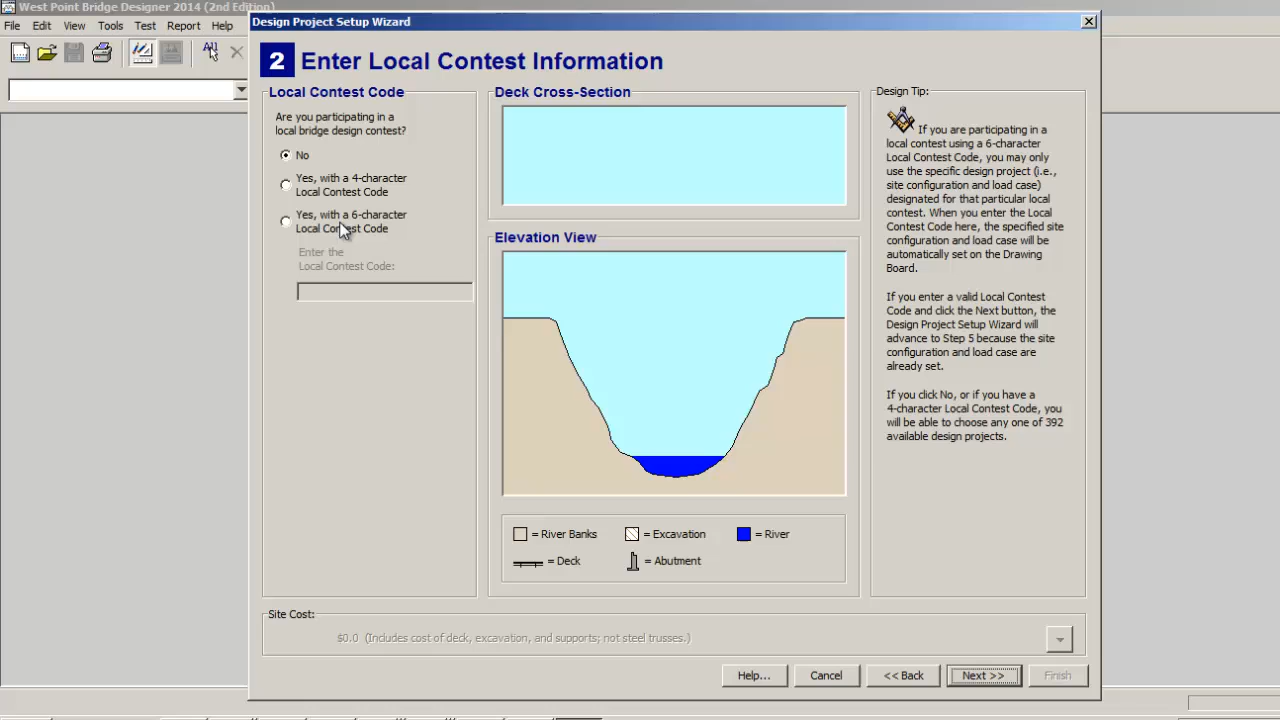 West Point Bridge Designer 2014 (2nd Edition)
File Edit View Tools Test Report Help
Design Project Setup Wizard
2 Enter Local Contest Information
Local Contest Code
Are you participating in a
local bridge design contest?
No
Yes, with a 4-character
Local Contest Code
Yes, with a 6-character
Local Contest Code
Enter the
Local Contest Code:
Deck Cross-Section
Elevation View
= River Banks
= Excavation
= River
= Deck
= Abutment
Design Tip:
If you are participating in a
local contest using a 6-character
Local Contest Code, you may only
use the specific design project (i.e.,
site configuration and load case)
designated for that particular local
contest. When you enter the Local
Contest Code here, the specified site
configuration and load case will be
automatically set on the Drawing
Board.
If you enter a valid Local Contest
Code and click the Next button, the
Design Project Setup Wizard will
advance to Step 5 because the site
configuration and load case are
already set.
If you click No, or if you have a
4-character Local Contest Code, you
will be able to choose any one of 392
available design projects.
Site Cost:
$0.0 (Includes cost of deck, excavation, and supports; not steel trusses.)
Help... Cancel << Back Next >> Finish